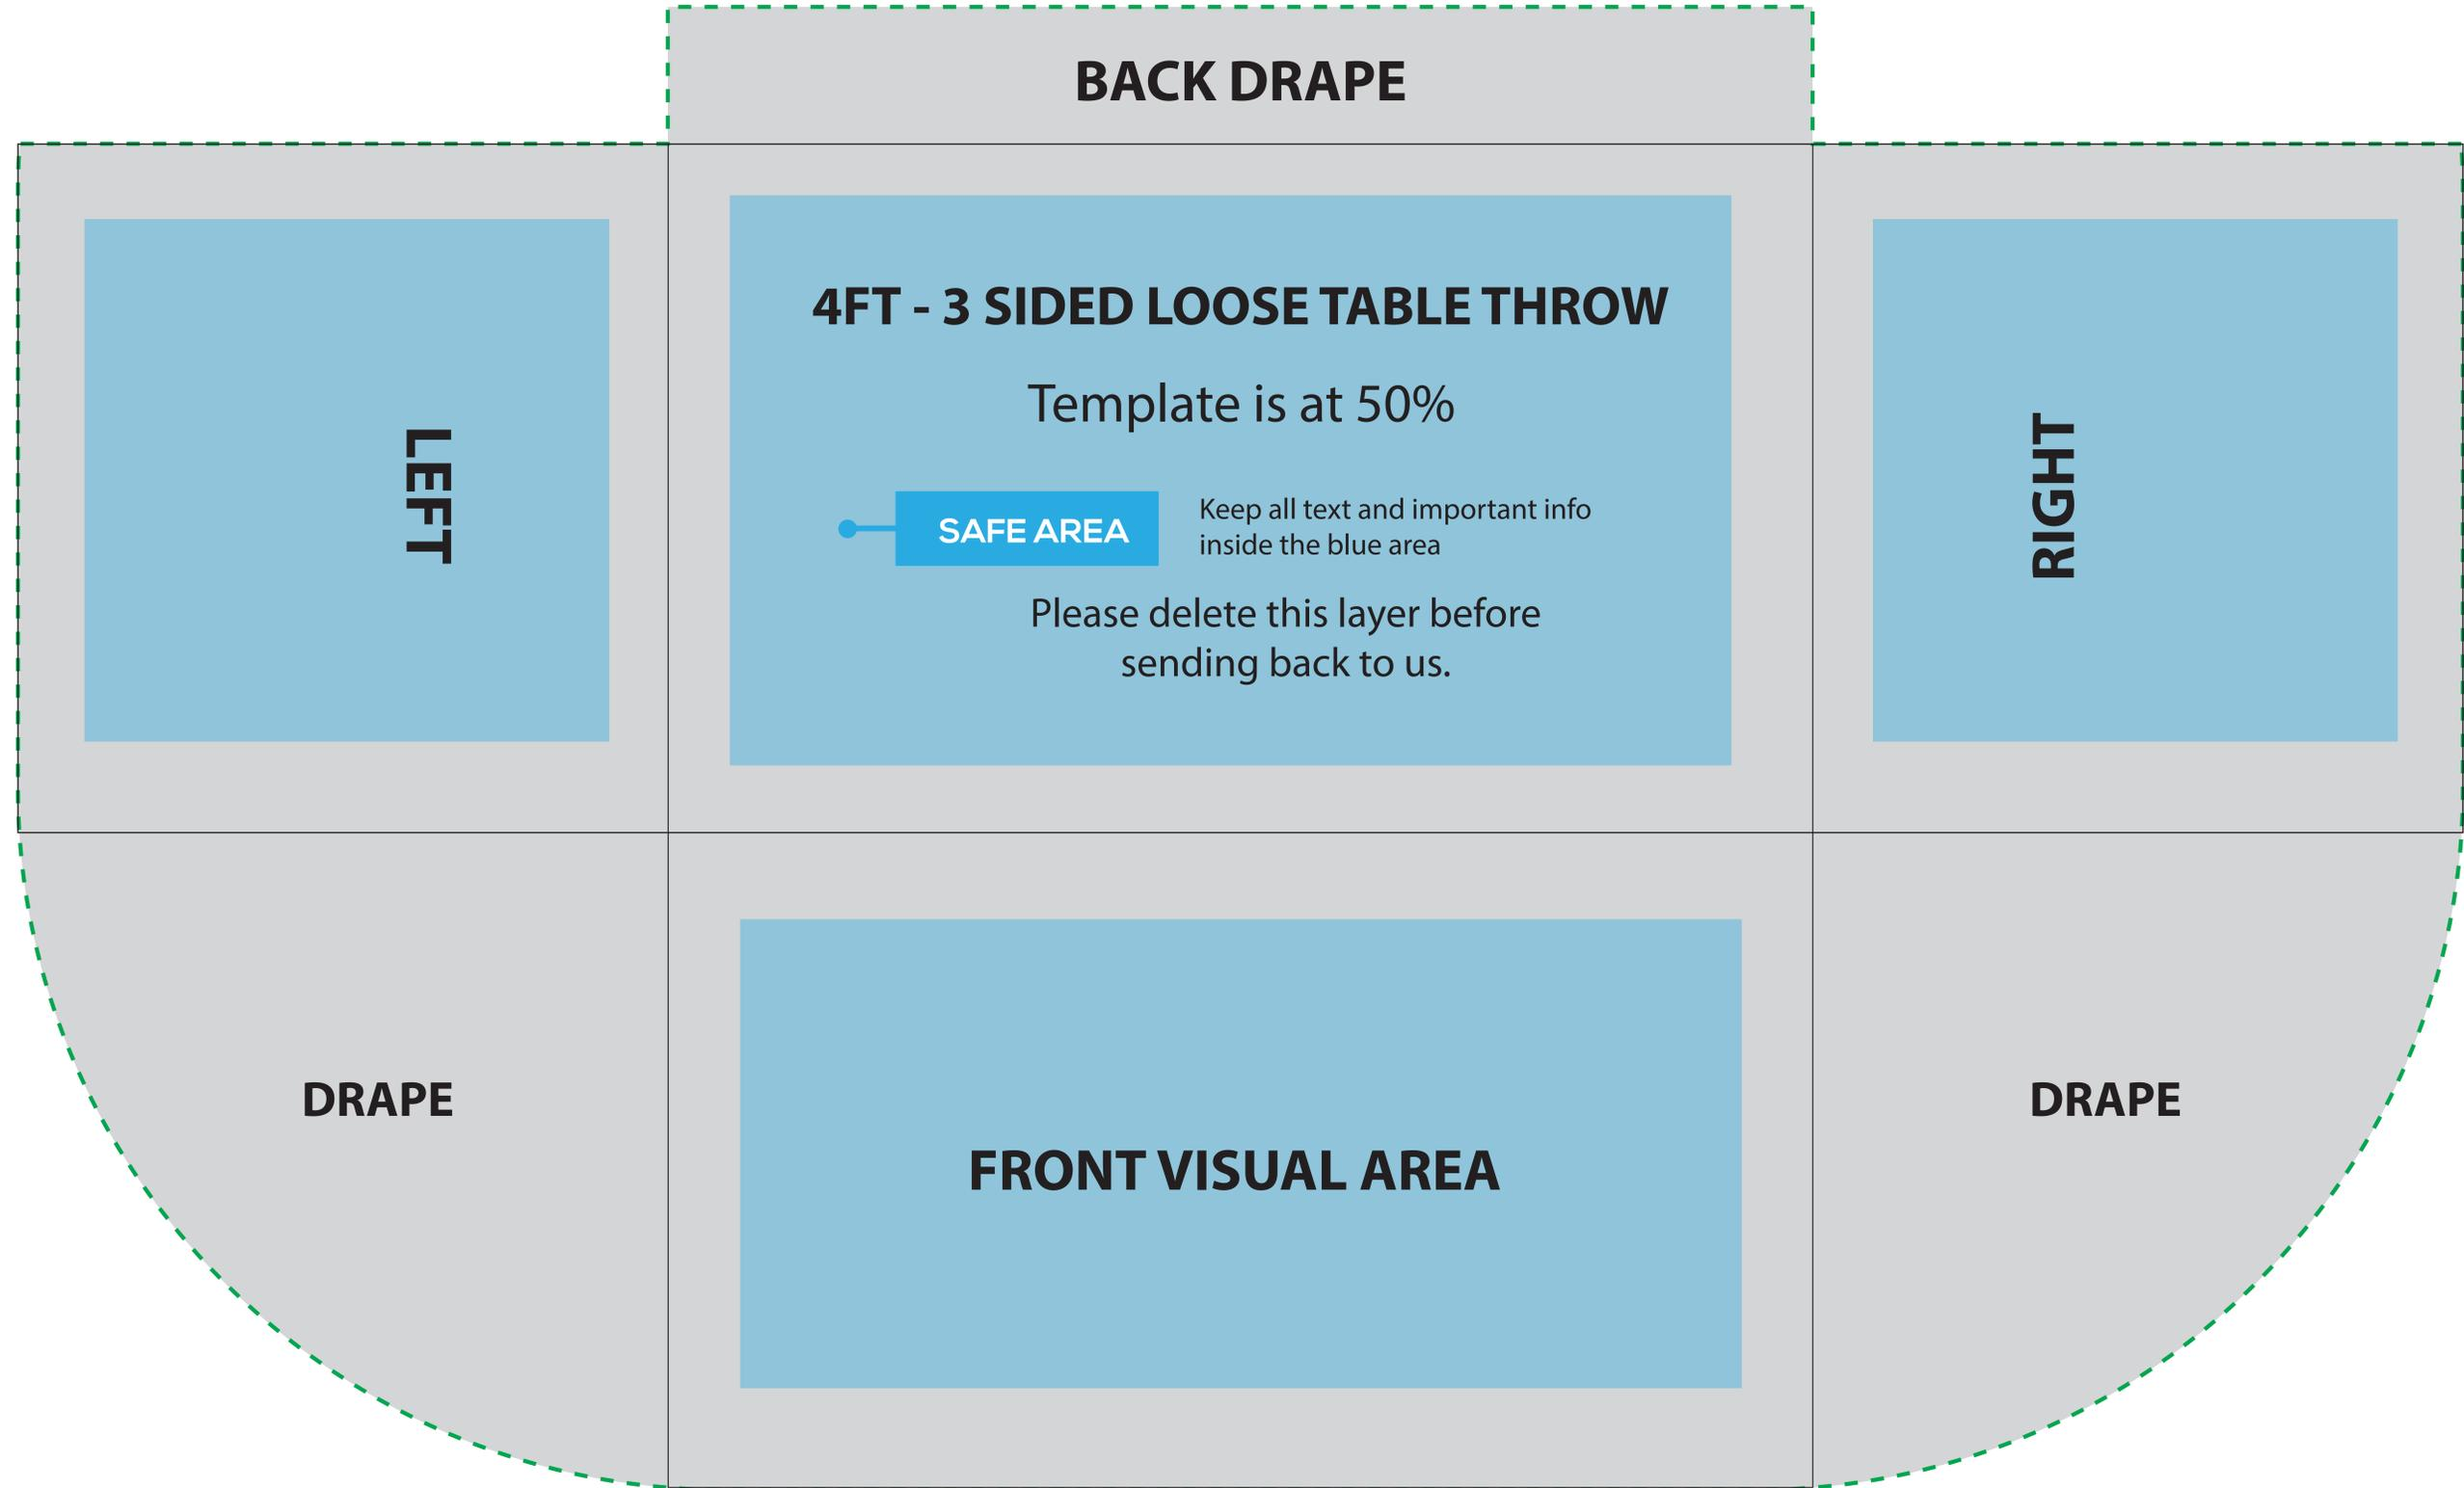 BACK DRAPE
4FT - 3 SIDED LOOSE TABLE THROW
Template is at 50%
LEFT
SAFE AREA
Keep all text and important info
inside the blue area
RIGHT
Please delete this layer before
sending back to us.
DRAPE
FRONT VISUAL AREA
DRAPE